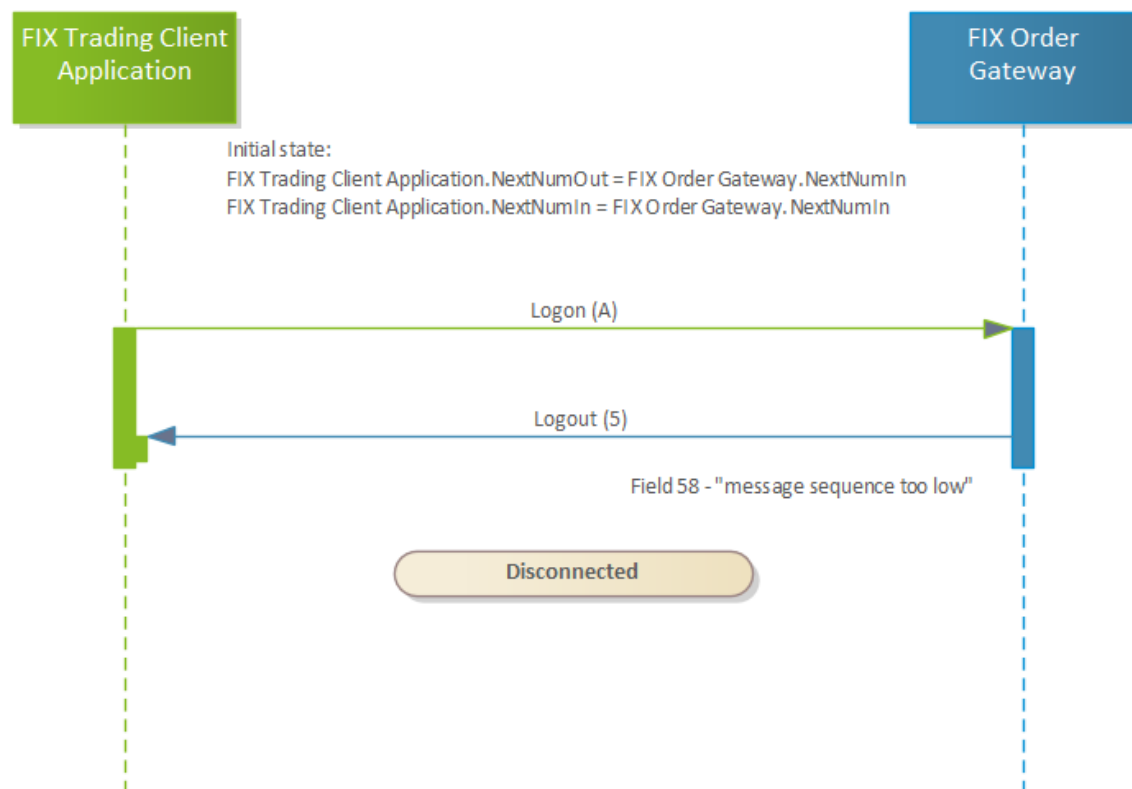 FIX Trading Client
Application
FIX Order
Gateway
Initial state:
FIX Trading Client Application.NextNumOut = FIX Order Gateway.NextNumIn
FIX Trading Client Application.NextNumIn = FIX Order Gateway. NextNumIn
Logon (A)
Logout (5)
Field 58 - "message sequence too low"
Disconnected